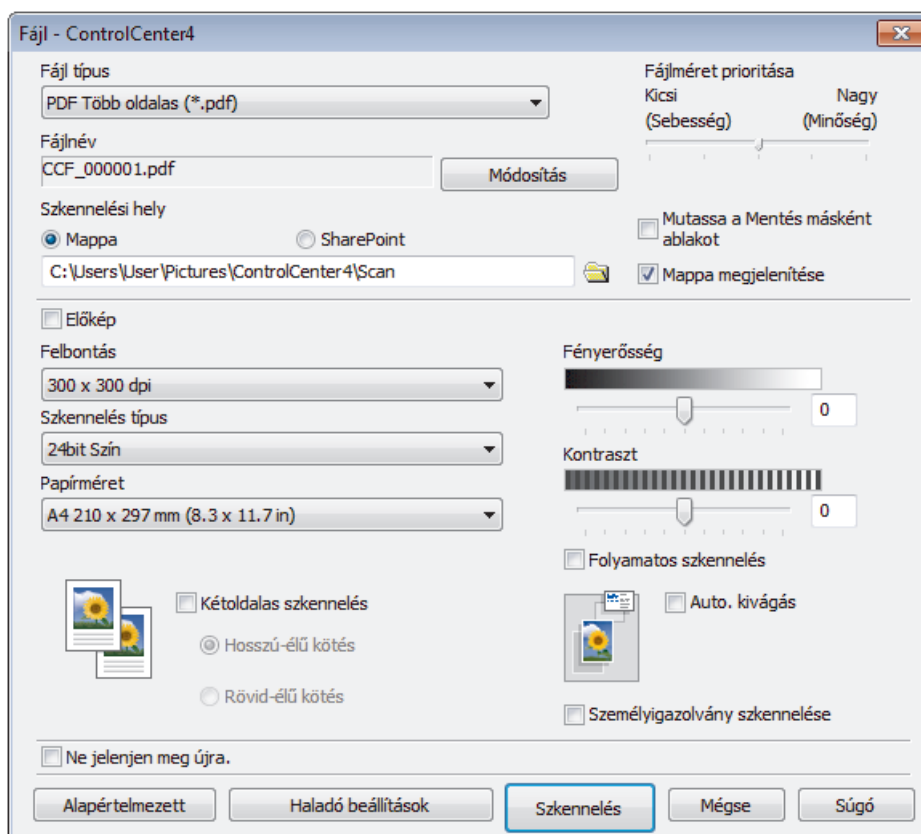 Fájl - ControlCenter4
Fájl típus
PDF Több oldalas (*.pdf)
Fájlméret prioritása
Kicsi Nagy
(Sebesség) (Minőség)
Fájlnév
CCF_000001.pdf
Módosítás
Szkennelési hely
Mappa SharePoint
C:\Users\User\Pictures\ControlCenter4\Scan
Mutassa a Mentés másként
ablakot
Mappa megjelenítése
Előkép
Felbontás
300 x 300 dpi
Szkennelés típus
24bit Szín
Papírméret
A4 210 x 297 mm (8.3 x 11.7 in)
Fényerősség
0
Kontraszt
0
Folyamatos szkennelés
Kétoldalas szkennelés
Hosszú-élű kötés
Rövid-élű kötés
Auto. kivágás
Személyigazolvány szkennelése
Ne jelenjen meg újra.
Alapértelmezett Haladó beállítások Szkennelés Mégse Súgó